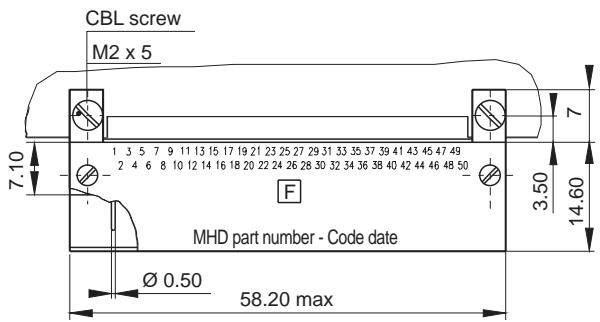 CBL screw
M2 x 5
1 3 5 7 9 11 13 15 17 19 21 23 25 27 29 31 33 35 37 39 41 43 45 47 49
2 4 6 8 10 12 14 16 18 20 22 24 26 28 30 32 34 36 38 40 42 44 46 48 50
F
MHD part number - Code date
7.10
7
3.50
14.60
Ø 0.50
58.20 max